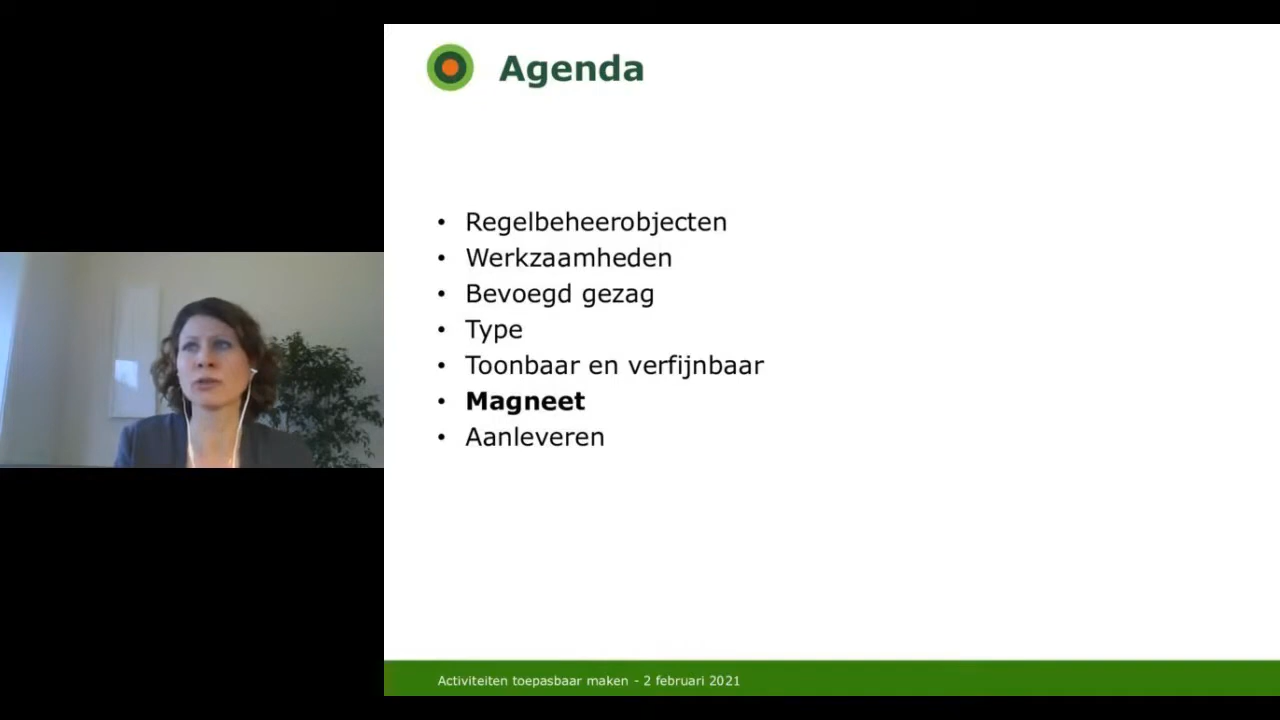 Agenda
• Regelbeheerobjecten
• Werkzaamheden
• Bevoegd gezag
• Type
• Toonbaar en verfijnbaar
• Magneet
• Aanleveren
Activiteiten toepasbaar maken - 2 februari 2021